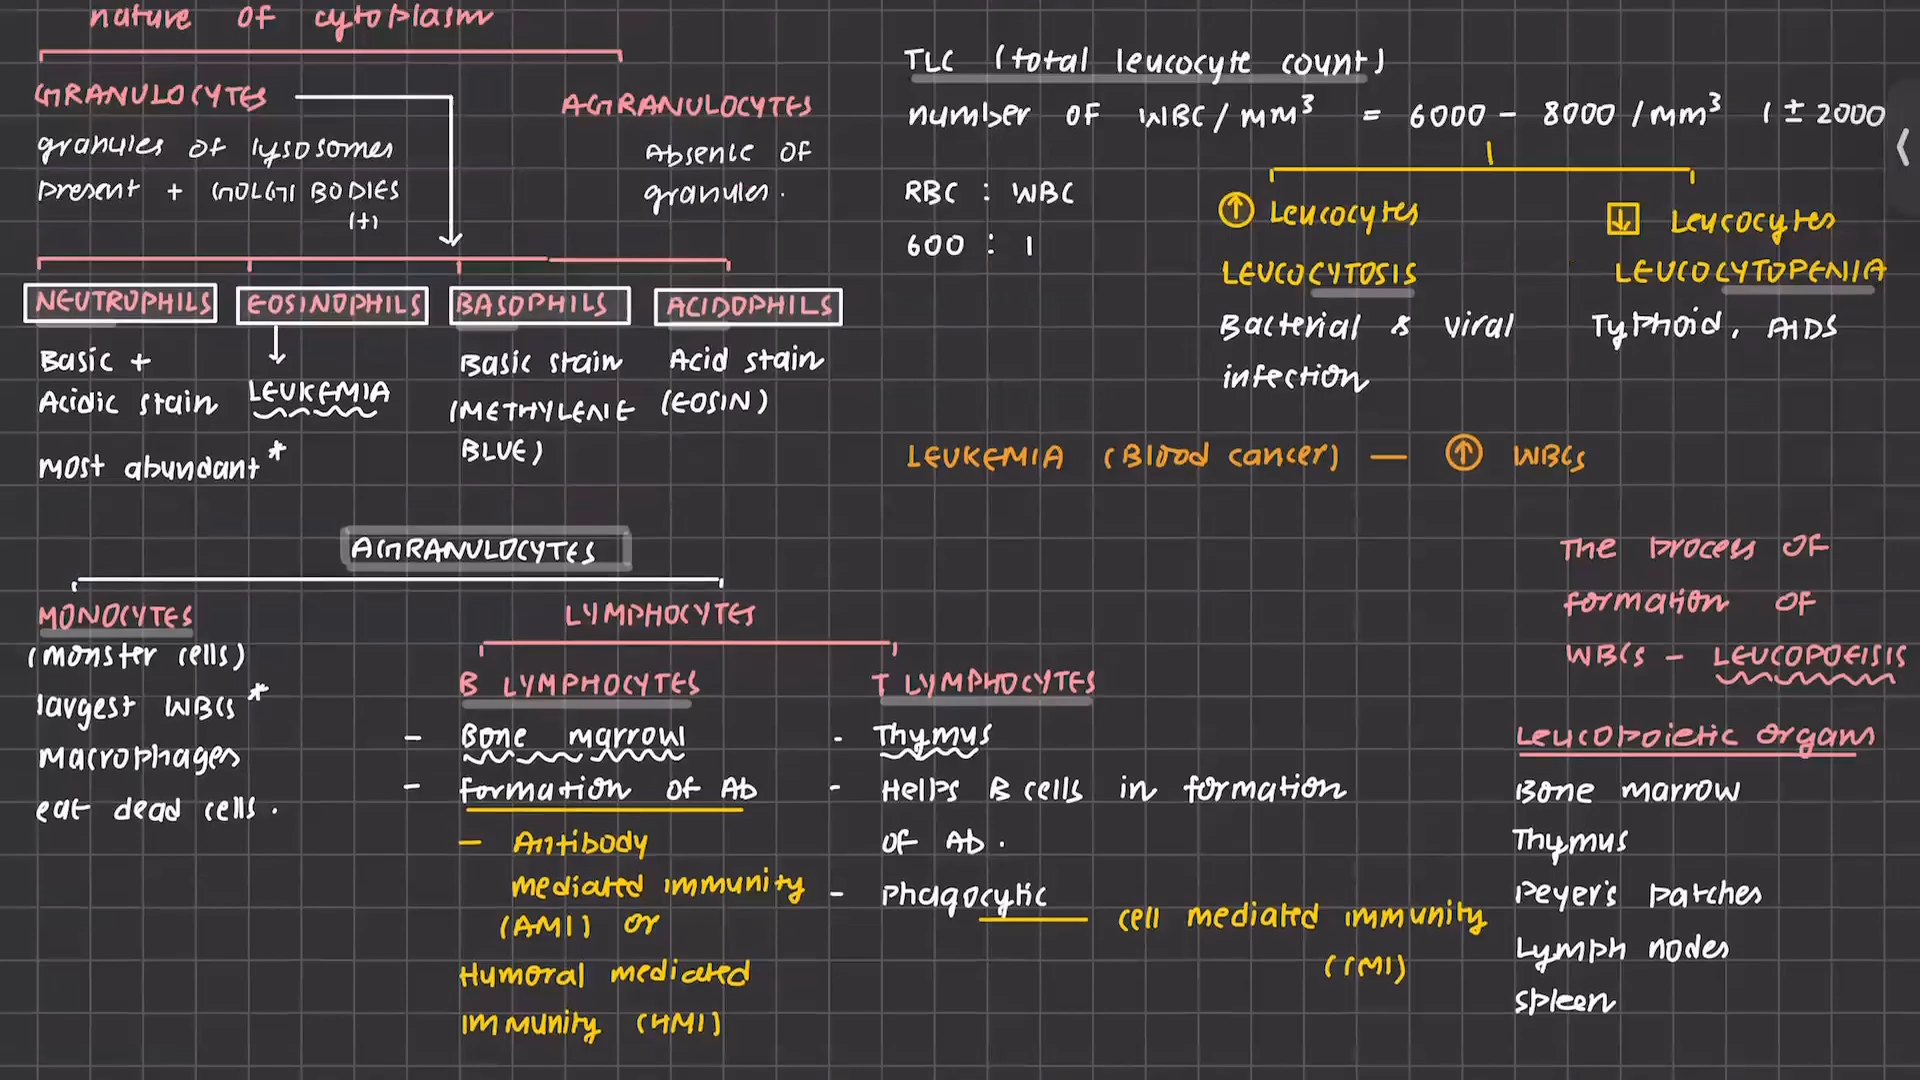 nature of cytoplasm
GRANULOCYTES
granules of lysosomes
present + GOLGI BODIES
(+)
AGRANULOCYTES
Absence of
granules.
NEUTROPHILS
Basic +
Acidic stain
most abundant*
EOSINOPHILS
LEUKEMIA
BASOPHILS
Basic stain
(METHYLENE
BLUE)
ACIDOPHILS
Acid stain
(EOSIN)
TLC (total leucocyte count)
number of WBC/mm³ = 6000 - 8000 /mm³ (± 2000
RBC : WBC
600 : 1
↑ Leucocytes
LEUCOCYTOSIS
Bacterial & viral
infection
↓ Leucocytes
LEUCOCYTOPENIA
Typhoid, AIDS
LEUKEMIA (Blood cancer) — ↑ WBCs
AGRANULOCYTES
MONOCYTES
(monster cells)
largest WBCs*
Macrophages
eat dead cells.
LYMPHOCYTES
B LYMPHOCYTES
- Bone marrow
- formation of Ab
- Antibody
mediated immunity
(AMI) or
Humoral mediated
immunity (HMI)
T LYMPHOCYTES
- Thymus
- Helps B cells in formation
of Ab.
- Phagocytic
cell mediated immunity
(CMI)
The process of
formation of
WBCs - LEUCOPOEISIS
Leucopoietic organs
Bone marrow
Thymus
Peyer's patches
Lymph nodes
spleen